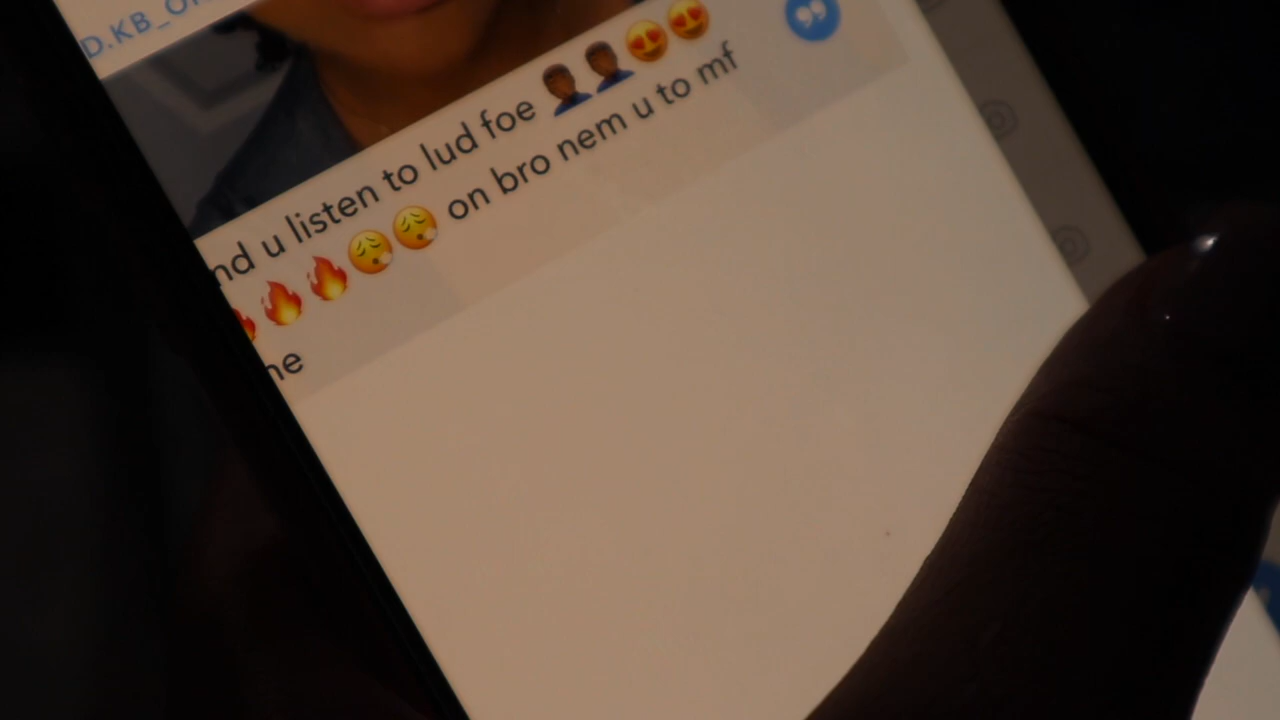 D.KB_O
nd u listen to lud foe 🤦🏾‍♂️🤦🏾‍♂️😍😍
🔥🔥🔥😮‍💨😮‍💨 on bro nem u to mf
ne